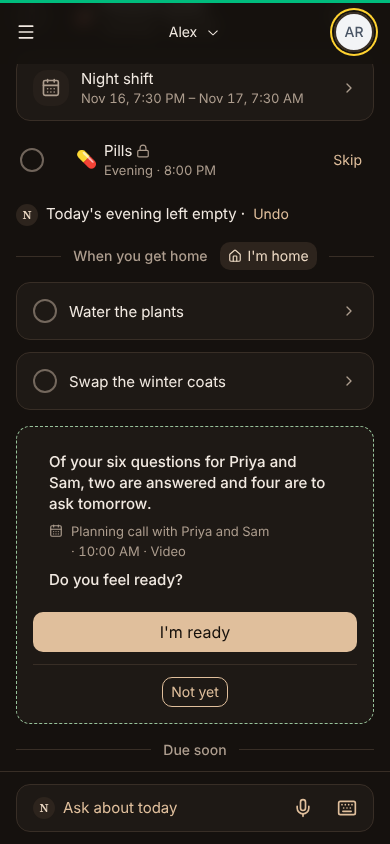 Alex
AR
Night shift
Nov 16, 7:30 PM – Nov 17, 7:30 AM
Pills
Evening · 8:00 PM
Skip
N Today's evening left empty · Undo
When you get home I'm home
Water the plants
Swap the winter coats
Of your six questions for Priya and
Sam, two are answered and four are to
ask tomorrow.
Planning call with Priya and Sam
· 10:00 AM · Video
Do you feel ready?
I'm ready
Not yet
Due soon
N Ask about today